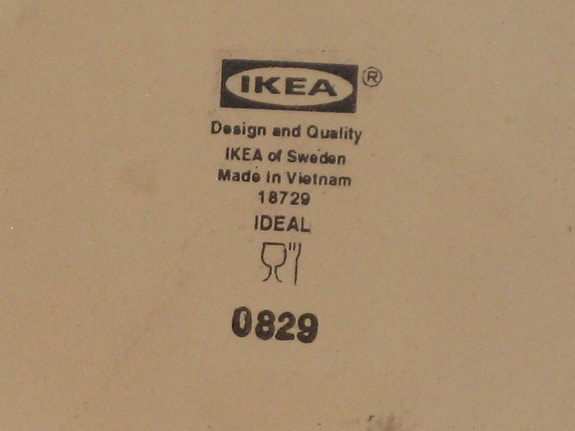 IKEA ®
Design and Quality
IKEA of Sweden
Made in Vietnam
18729
IDEAL
0829